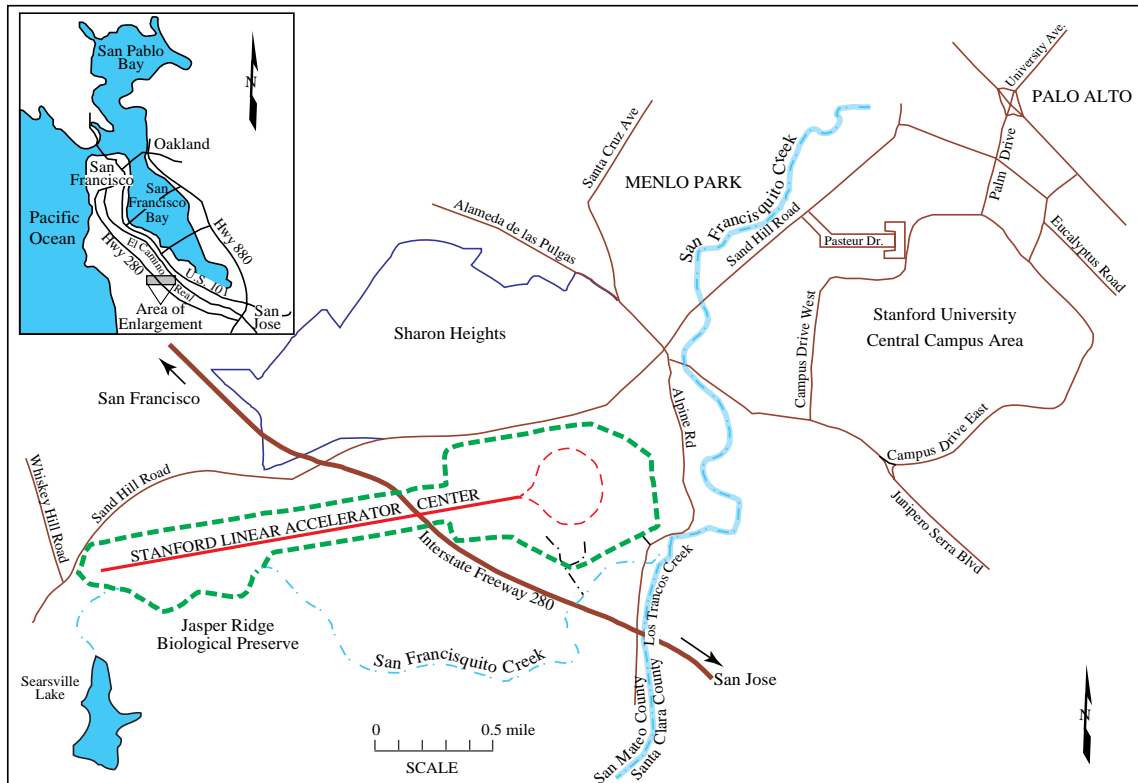 San Pablo
Bay
N
Oakland
San
Francisco
San
Francisco
Bay
Pacific
Ocean
Hwy 280
El Camino
Real
U.S. 101
Hwy 880
Area of
Enlargement
San
Jose
University Ave.
PALO ALTO
Palm Drive
Santa Cruz Ave
MENLO PARK
San Francisquito Creek
Sand Hill Road
Alameda de las Pulgas
Pasteur Dr.
Eucalyptus Road
Stanford University
Central Campus Area
Campus Drive West
Sharon Heights
San Francisco
Alpine Rd
Campus Drive East
Junipero Serra Blvd
Whiskey Hill Road
Sand Hill Road
STANFORD LINEAR ACCELERATOR CENTER
Interstate Freeway 280
Los Trancos Creek
Jasper Ridge
Biological Preserve
San Francisquito Creek
Searsville
Lake
San Jose
San Mateo County
Santa Clara County
0 0.5 mile
SCALE
N